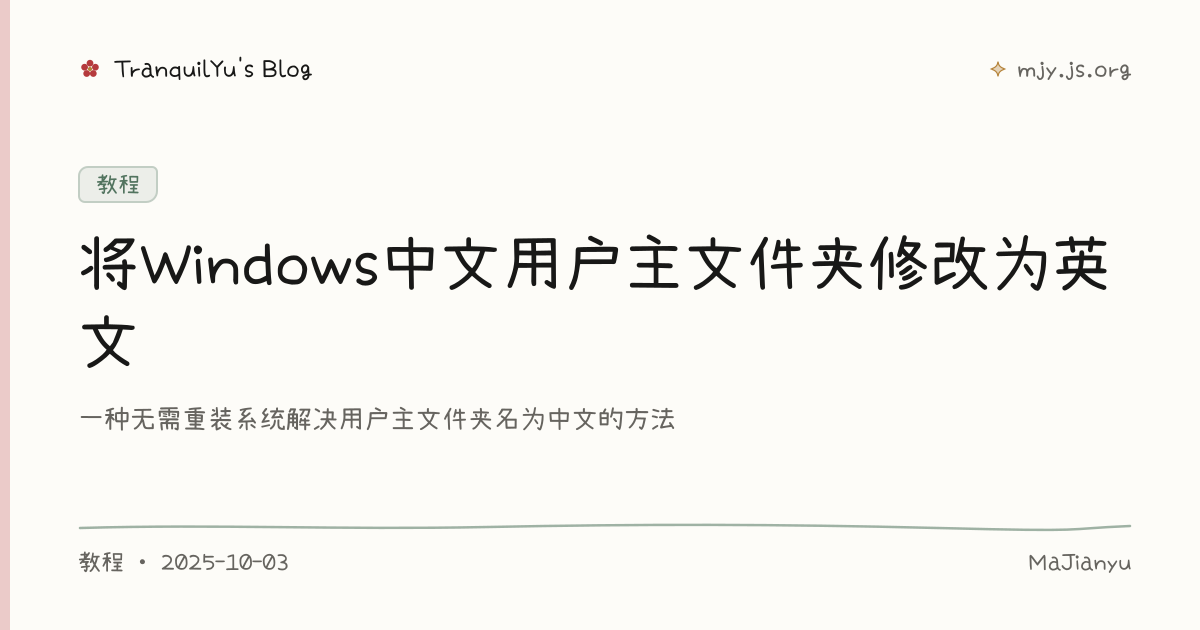 TranquilYu's Blog
mjy.js.org
教程
将Windows中文用户主文件夹修改为英
文
一种无需重装系统解决用户主文件夹名为中文的方法
教程 • 2025-10-03
MaJianyu